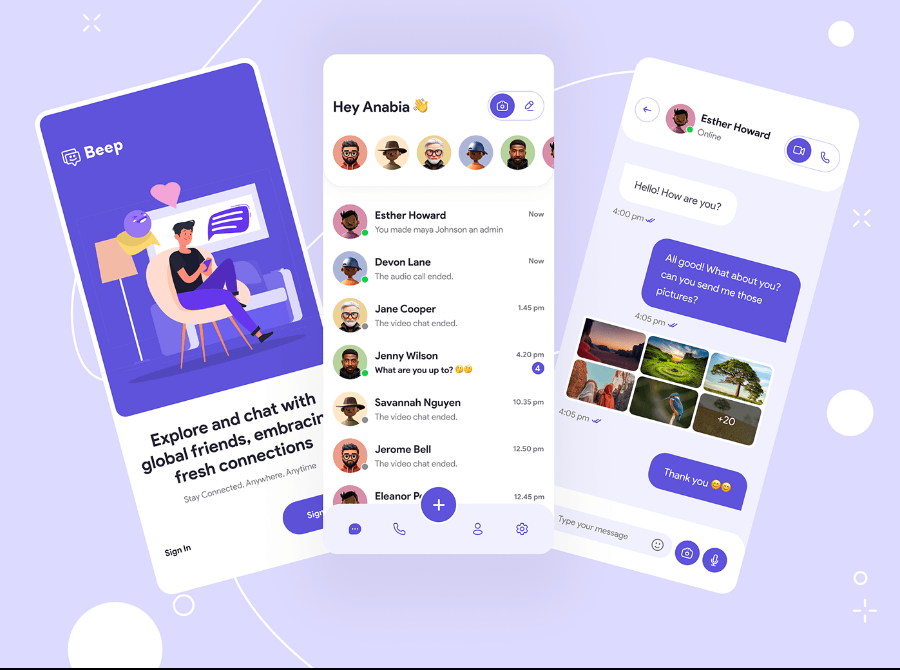 Beep
Explore and chat with
global friends, embracin
fresh connections
Stay Connected. Anywhere, Anytime
Sign
Sign In
Hey Anabia 👋
Esther Howard
Now
You made maya Johnson an admin
Devon Lane
Now
The audio call ended.
Jane Cooper
1.45 pm
The video chat ended.
Jenny Wilson
4.20 pm
What are you up to? 👏👏
4
Savannah Nguyen
10.35 pm
The video chat ended.
Jerome Bell
12.50 pm
The video chat ended.
Eleanor P
12.45 pm
Esther Howard
Online
Hello! How are you?
4:00 pm
All good! What about you?
can you send me those
pictures?
4:05 pm
+20
4:05 pm
Thank you 😊😊
Type your message